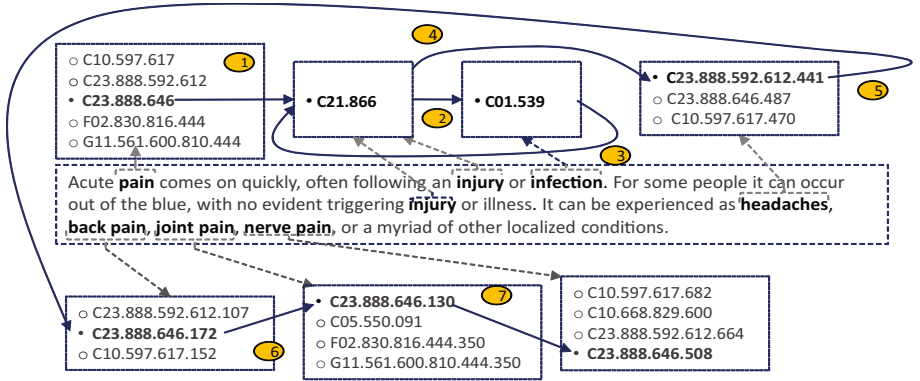 4
○ C10.597.617
1
○ C23.888.592.612
• C23.888.646
○ F02.830.816.444
○ G11.561.600.810.444
• C21.866
2
• C01.539
3
• C23.888.592.612.441
○ C23.888.646.487
○ C10.597.617.470
5
Acute pain comes on quickly, often following an injury or infection. For some people it can occur
out of the blue, with no evident triggering injury or illness. It can be experienced as headaches,
back pain, joint pain, nerve pain, or a myriad of other localized conditions.
○ C23.888.592.612.107
• C23.888.646.172
○ C10.597.617.152
6
• C23.888.646.130
7
○ C05.550.091
○ F02.830.816.444.350
○ G11.561.600.810.444.350
○ C10.597.617.682
○ C10.668.829.600
○ C23.888.592.612.664
• C23.888.646.508